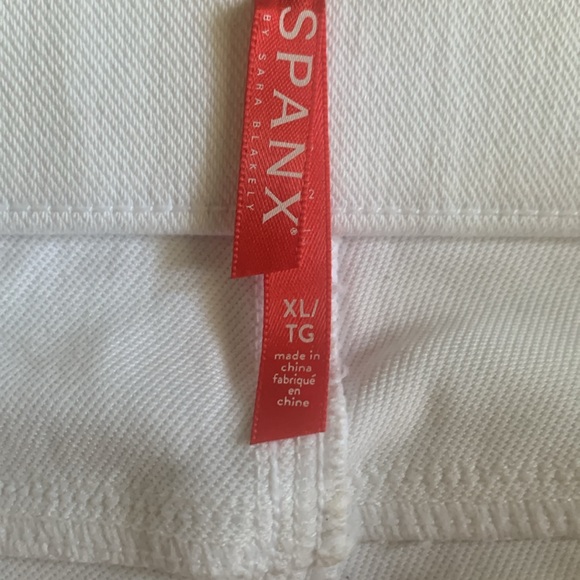 SPANX®
BY SARA BLAKELY
XL/
TG
made in
china
fabriqué
en
chine